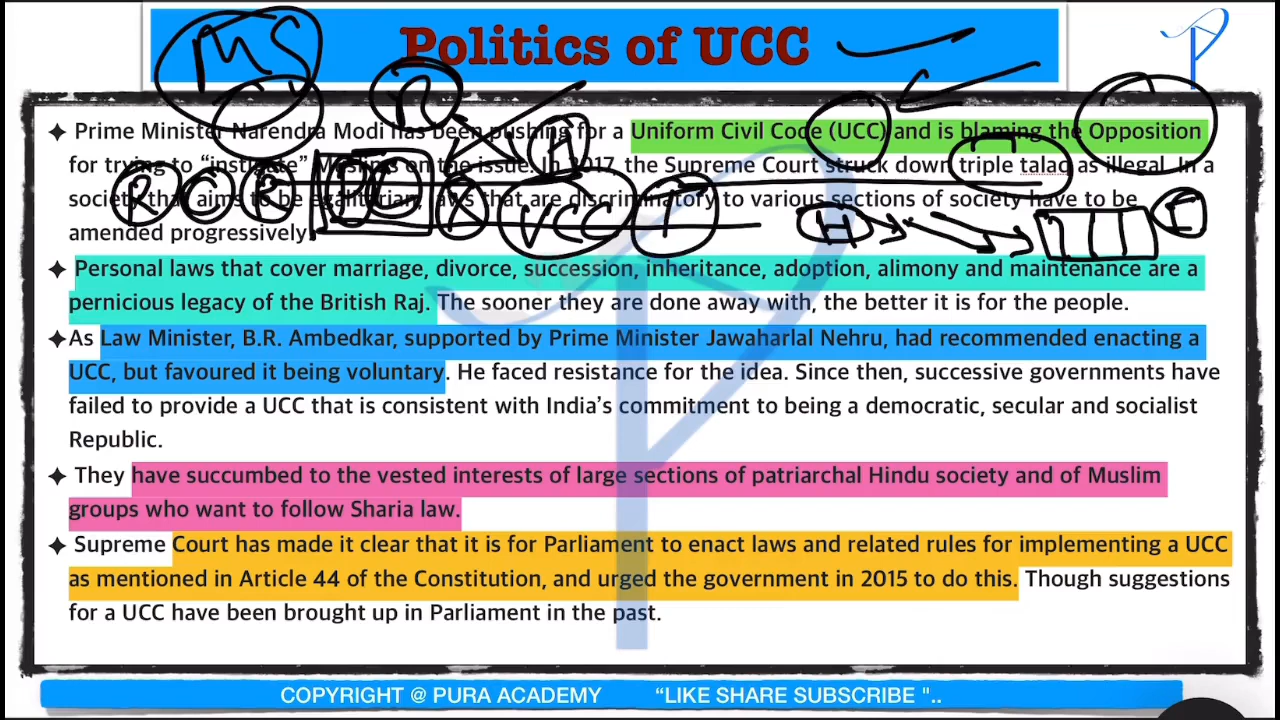 Politics of UCC
MS
n
A
P
✦ Prime Minister Narendra Modi has been pushing for a Uniform Civil Code (UCC) and is blaming the Opposition
for trying to “instigate” Muslims on the issue. In 2017, the Supreme Court struck down triple talaq as illegal. In a
R C R UCC T H E
society that aims to be egalitarian, laws that are discriminatory to various sections of society have to be
amended progressively.
✦ Personal laws that cover marriage, divorce, succession, inheritance, adoption, alimony and maintenance are a
pernicious legacy of the British Raj. The sooner they are done away with, the better it is for the people.
✦ As Law Minister, B.R. Ambedkar, supported by Prime Minister Jawaharlal Nehru, had recommended enacting a
UCC, but favoured it being voluntary. He faced resistance for the idea. Since then, successive governments have
failed to provide a UCC that is consistent with India’s commitment to being a democratic, secular and socialist
Republic.
✦ They have succumbed to the vested interests of large sections of patriarchal Hindu society and of Muslim
groups who want to follow Sharia law.
✦ Supreme Court has made it clear that it is for Parliament to enact laws and related rules for implementing a UCC
as mentioned in Article 44 of the Constitution, and urged the government in 2015 to do this. Though suggestions
for a UCC have been brought up in Parliament in the past.
COPYRIGHT @ PURA ACADEMY “LIKE SHARE SUBSCRIBE "..